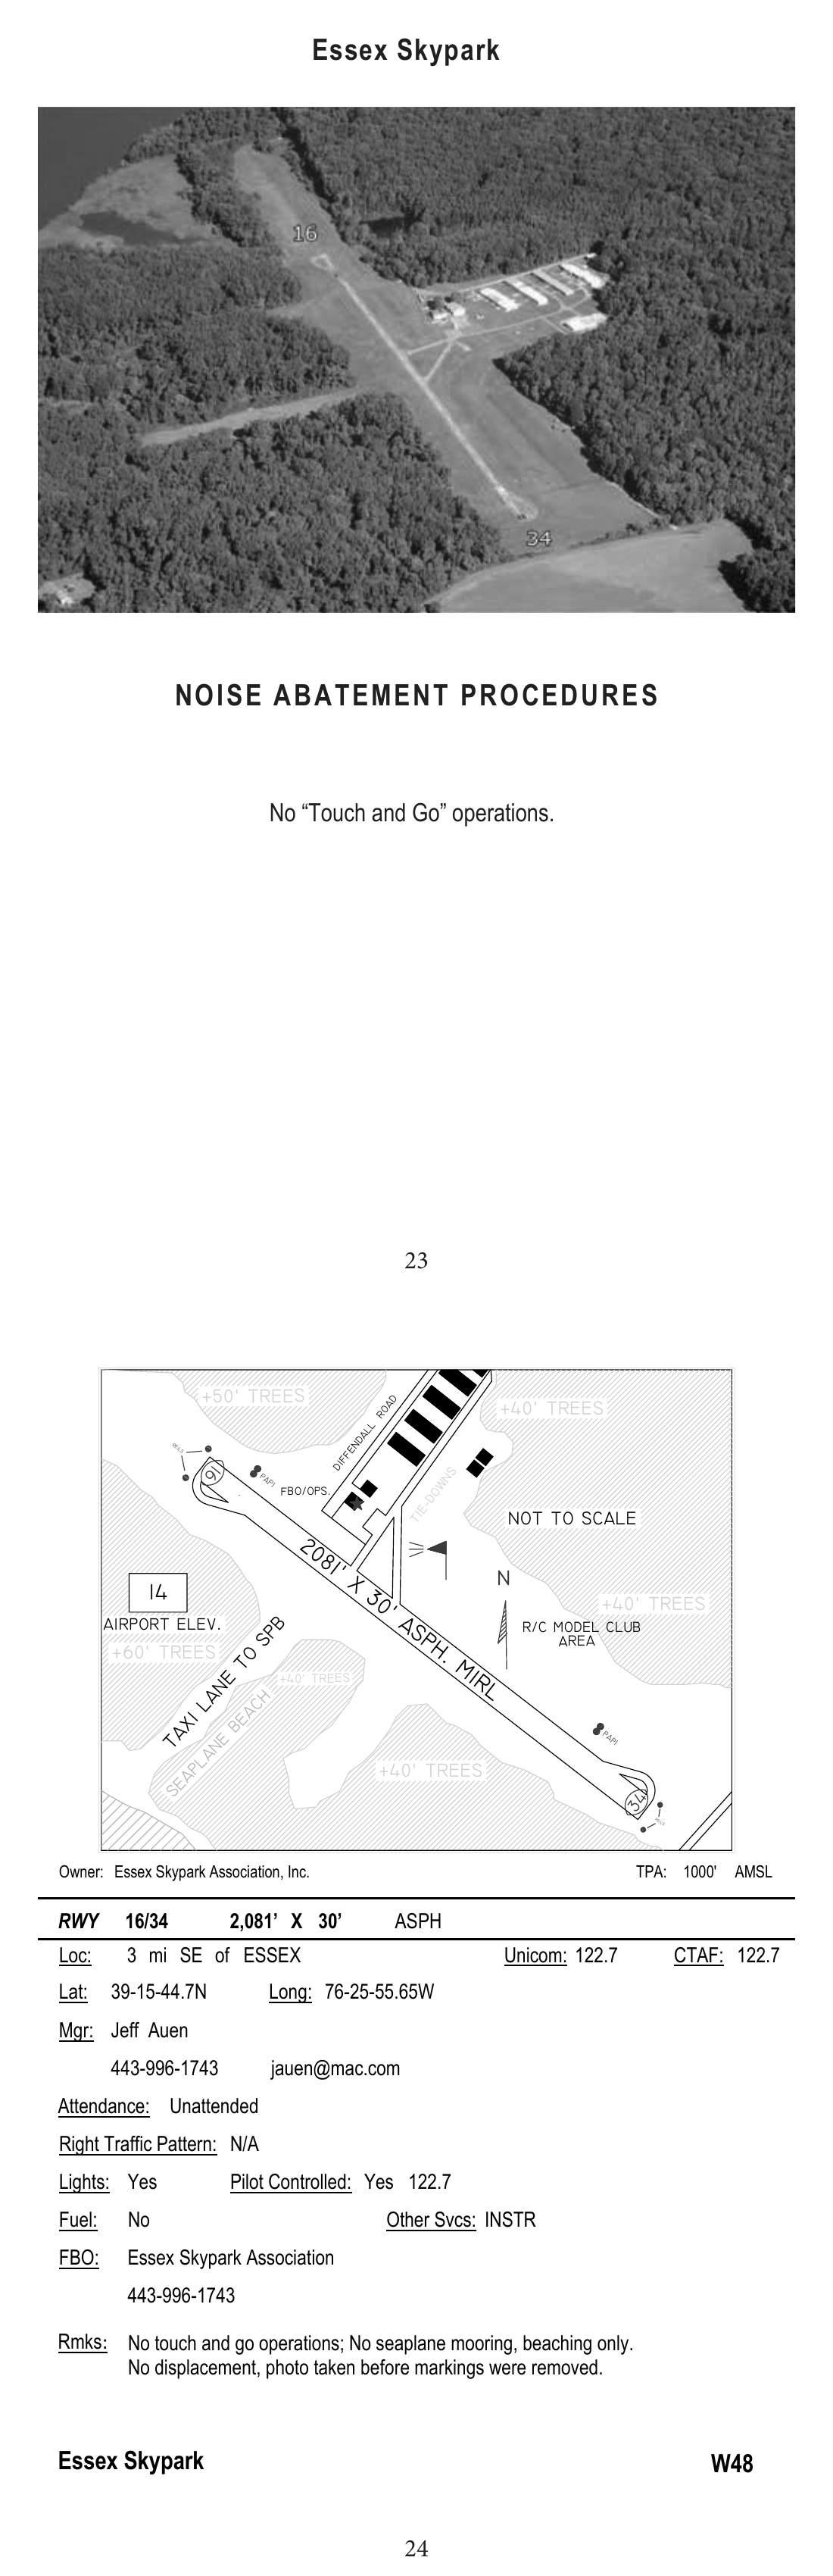 Essex Skypark
16
34
NOISE ABATEMENT PROCEDURES
No “Touch and Go” operations.
23
+50' TREES
DIFFENDALL ROAD
+40' TREES
REILS
16
PAPI
FBO/OPS.
TIE-DOWNS
NOT TO SCALE
2081' X 30' ASPH. MIRL
14
AIRPORT ELEV.
N
+40' TREES
R/C MODEL CLUB
AREA
+60' TREES
TAXI LANE TO SPB
+40' TREES
SEAPLANE BEACH
PAPI
+40' TREES
34
Owner: Essex Skypark Association, Inc. TPA: 1000' AMSL
RWY 16/34 2,081’ X 30’ ASPH
Loc: 3 mi SE of ESSEX Unicom: 122.7 CTAF: 122.7
Lat: 39-15-44.7N Long: 76-25-55.65W
Mgr: Jeff Auen
443-996-1743 jauen@mac.com
Attendance: Unattended
Right Traffic Pattern: N/A
Lights: Yes Pilot Controlled: Yes 122.7
Fuel: No Other Svcs: INSTR
FBO: Essex Skypark Association
443-996-1743
Rmks: No touch and go operations; No seaplane mooring, beaching only.
No displacement, photo taken before markings were removed.
Essex Skypark W48
24